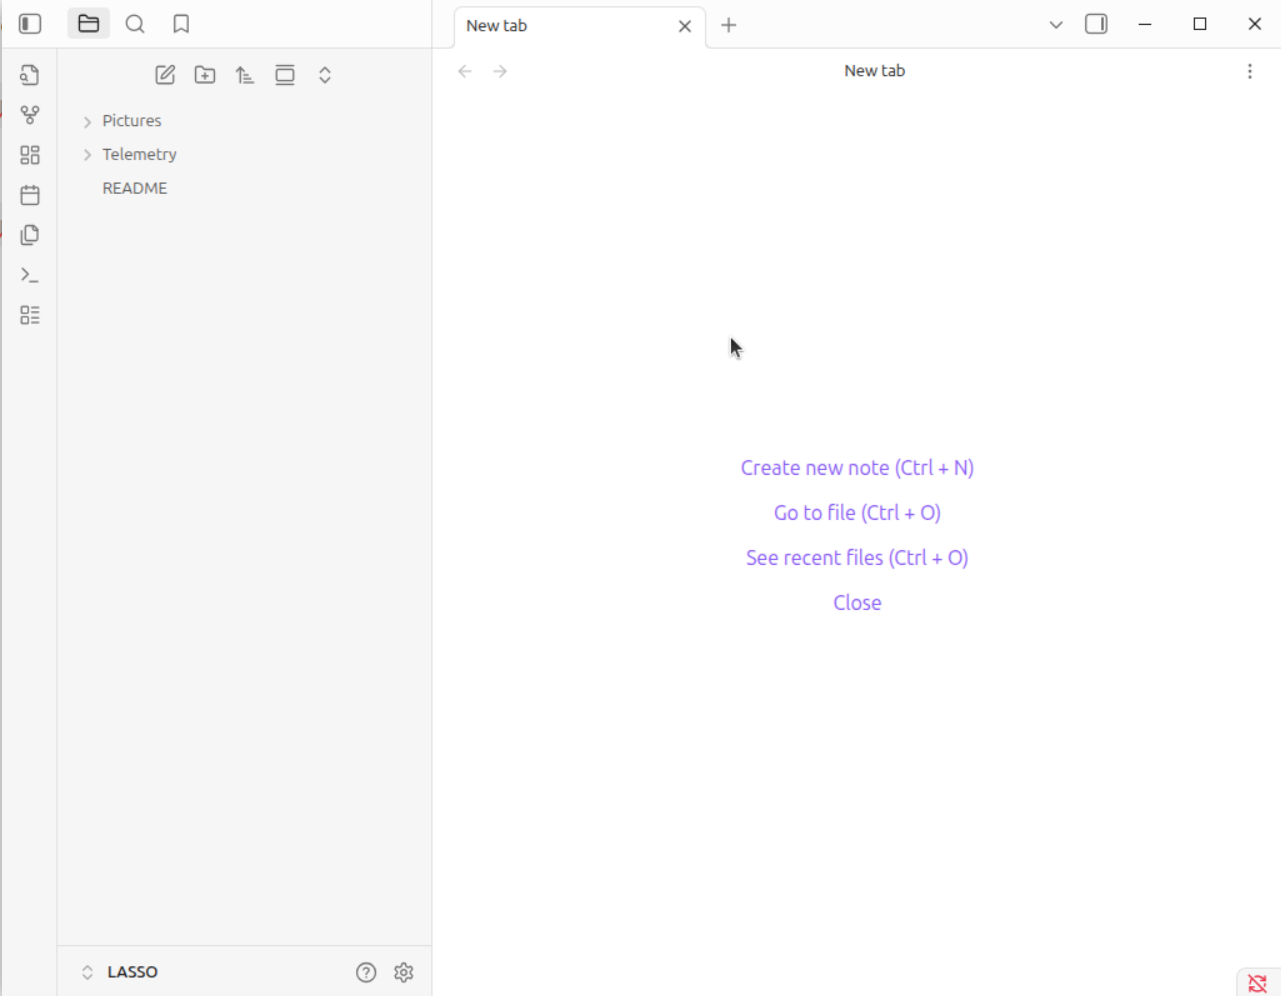 New tab
New tab
Pictures
Telemetry
README
Create new note (Ctrl + N)
Go to file (Ctrl + O)
See recent files (Ctrl + O)
Close
LASSO